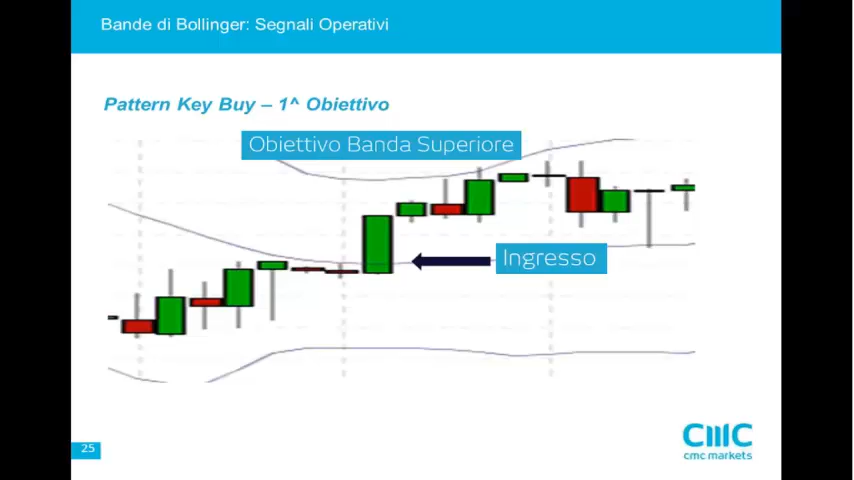 Bande di Bollinger: Segnali Operativi
Pattern Key Buy – 1^ Obiettivo
Obiettivo Banda Superiore
Ingresso
25
cmc
cmc markets